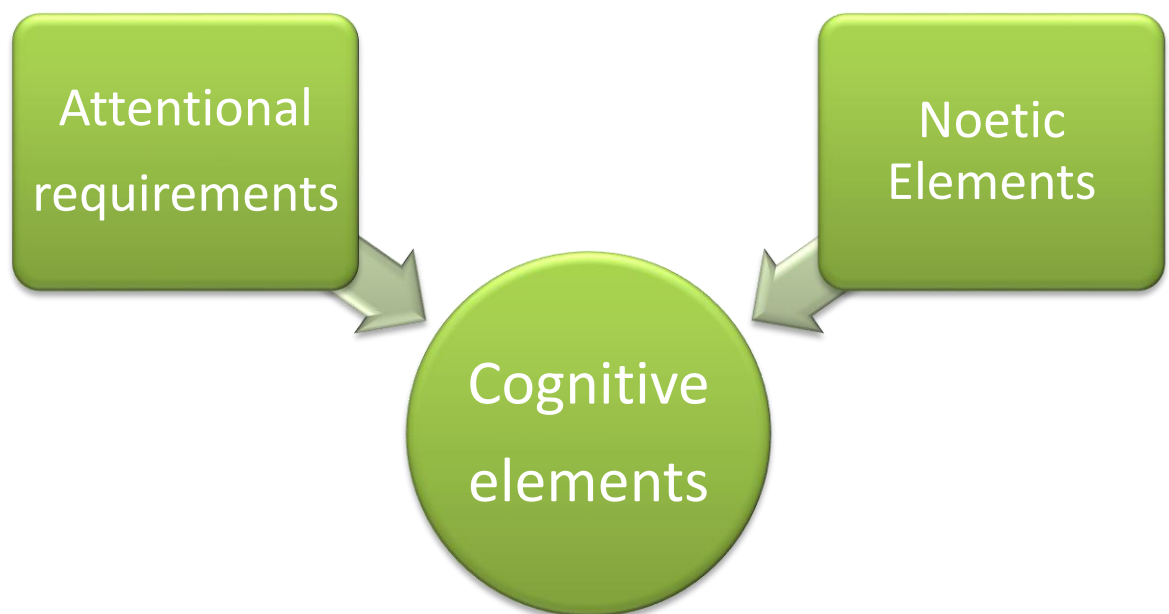 Attentional
requirements
Noetic
Elements
Cognitive
elements